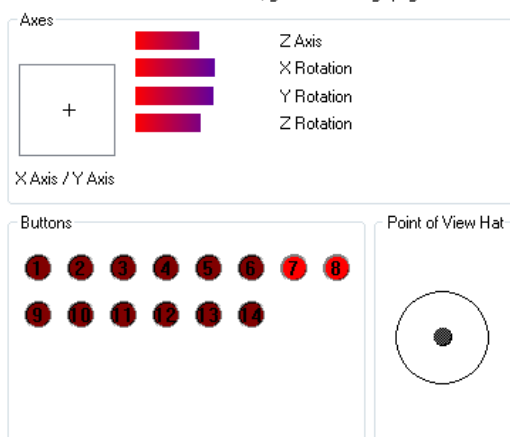 Axes
Z Axis
X Rotation
Y Rotation
Z Rotation
X Axis / Y Axis
Buttons
Point of View Hat
1 2 3 4 5 6 7 8
9 10 11 12 13 14